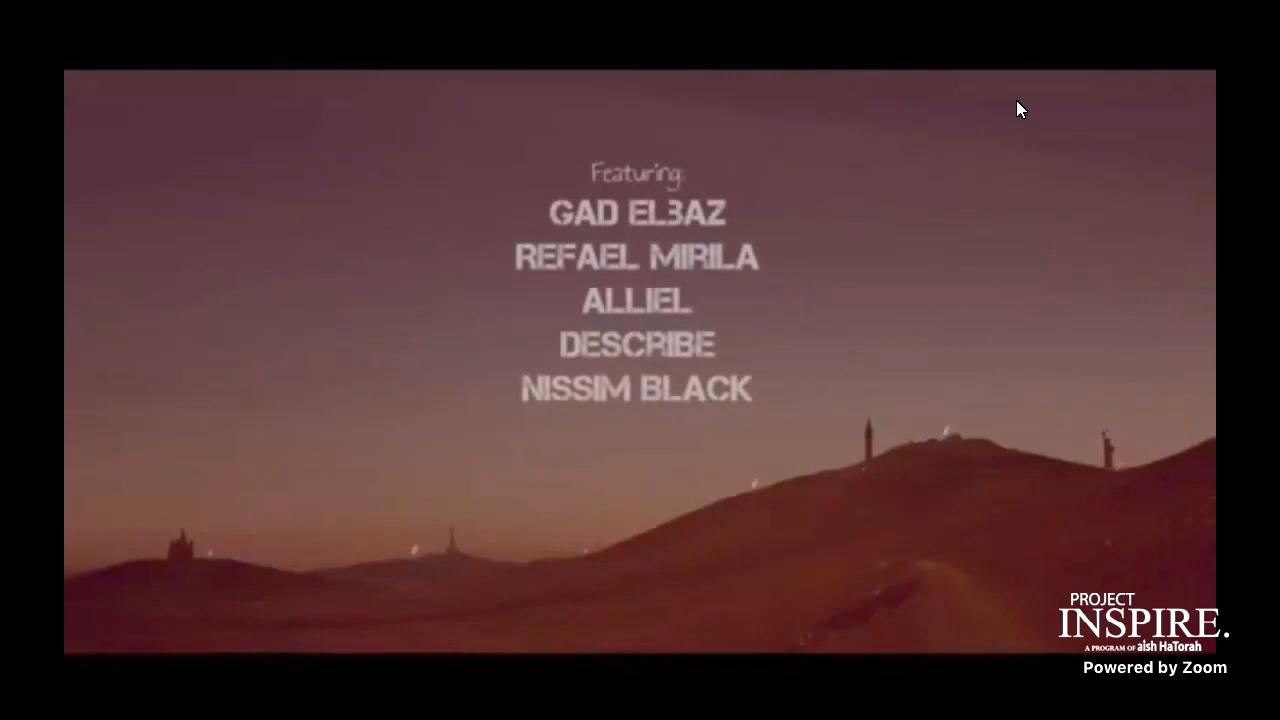 Featuring:
GAD ELBAZ
REFAEL MIRILA
ALLIEL
DESCRIBE
NISSIM BLACK
PROJECT
INSPIRE.
A PROGRAM OF aish HaTorah
Powered by Zoom